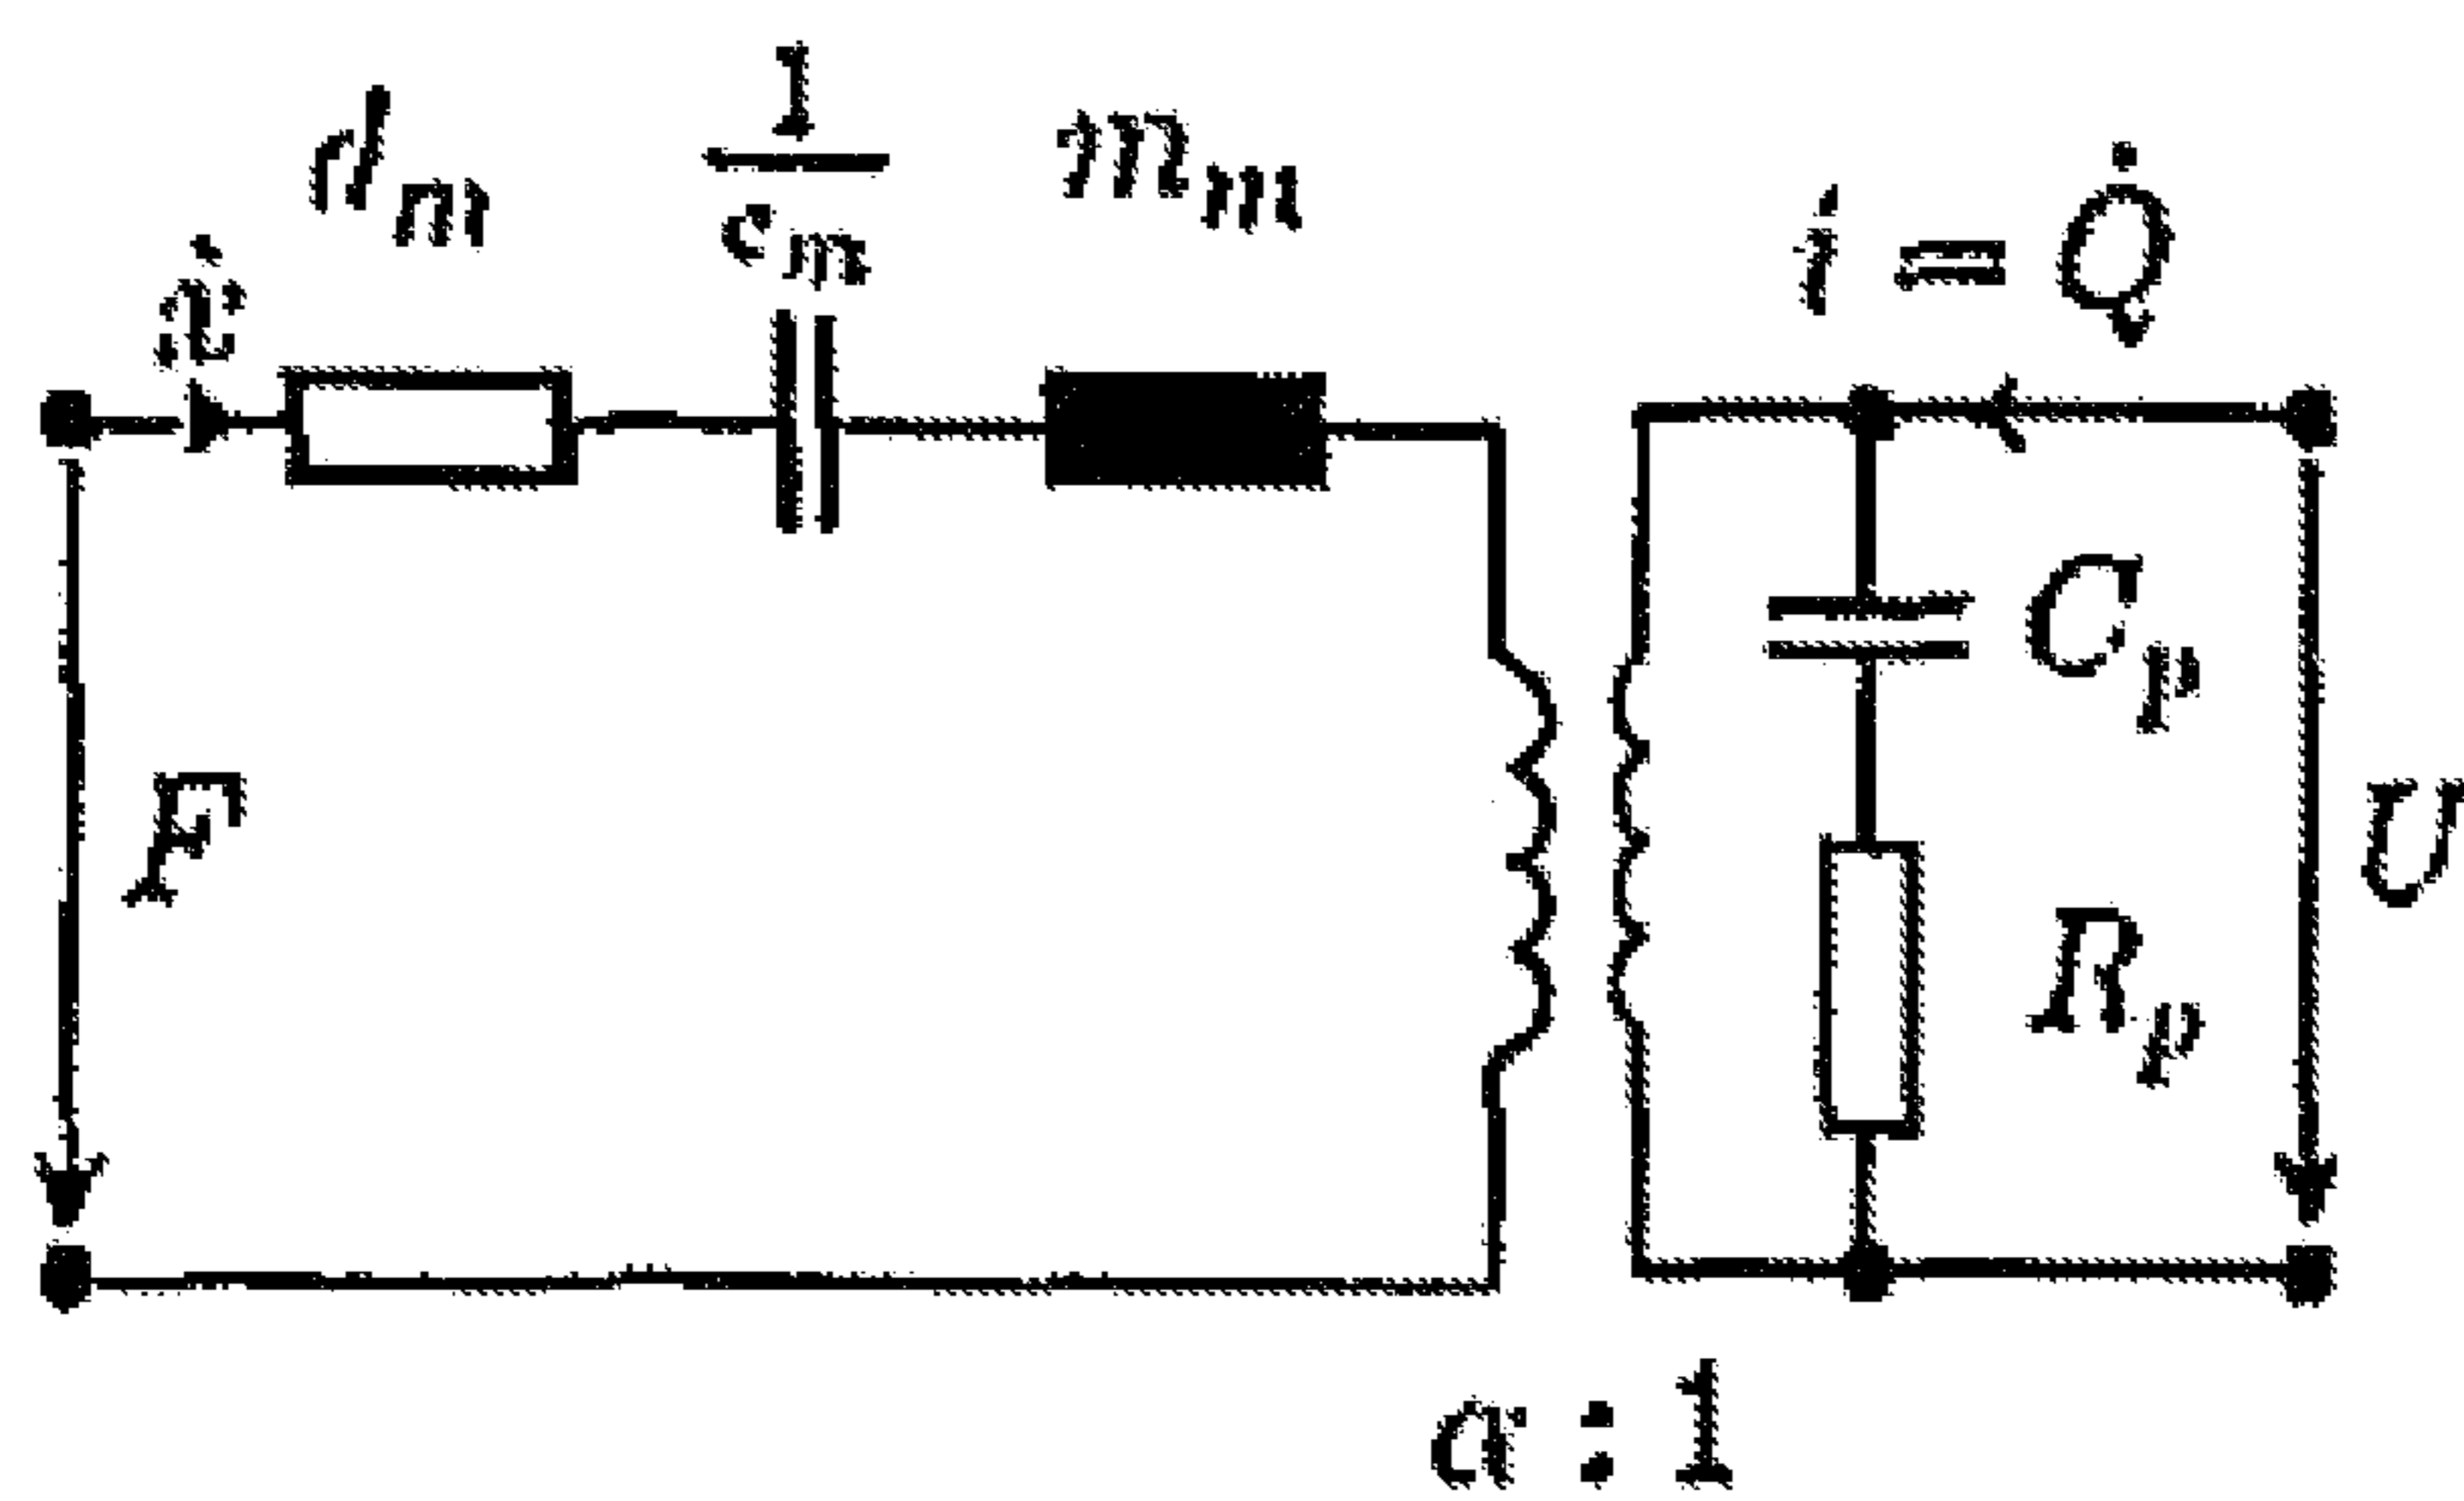 ẋ
d_m
1/c_m
m_m
i = Q̇
F
C_p
R_p
U
α : 1